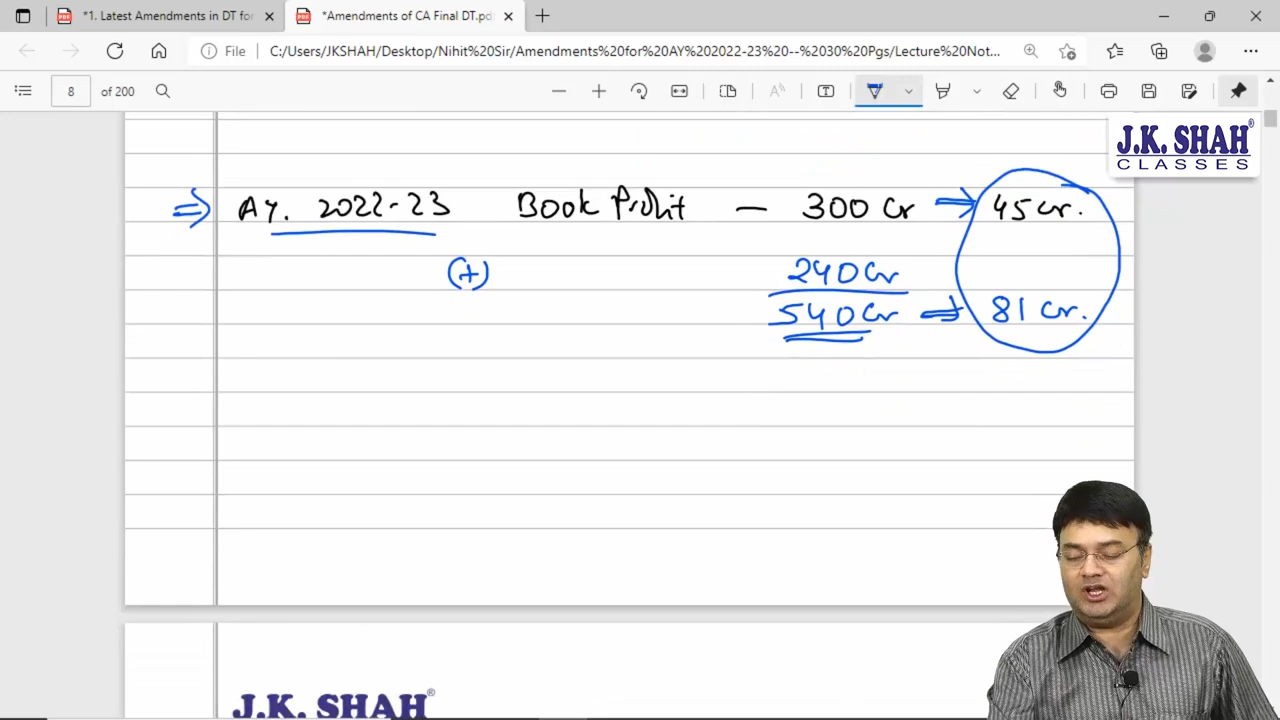 *1. Latest Amendments in DT for
*Amendments of CA Final DT.pd
File C:/Users/JKSHAH/Desktop/Nihit%20Sir/Amendments%20for%20AY%202022-23%20--%2030%20Pgs/Lecture%20Not...
8 of 200
J.K. SHAH®
CLASSES
⇒ AY. 2022-23 Book Profit — 300 Cr → 45 Cr.
(+) 240 Cr
540 Cr ⇒ 81 Cr.
J.K. SHAH®